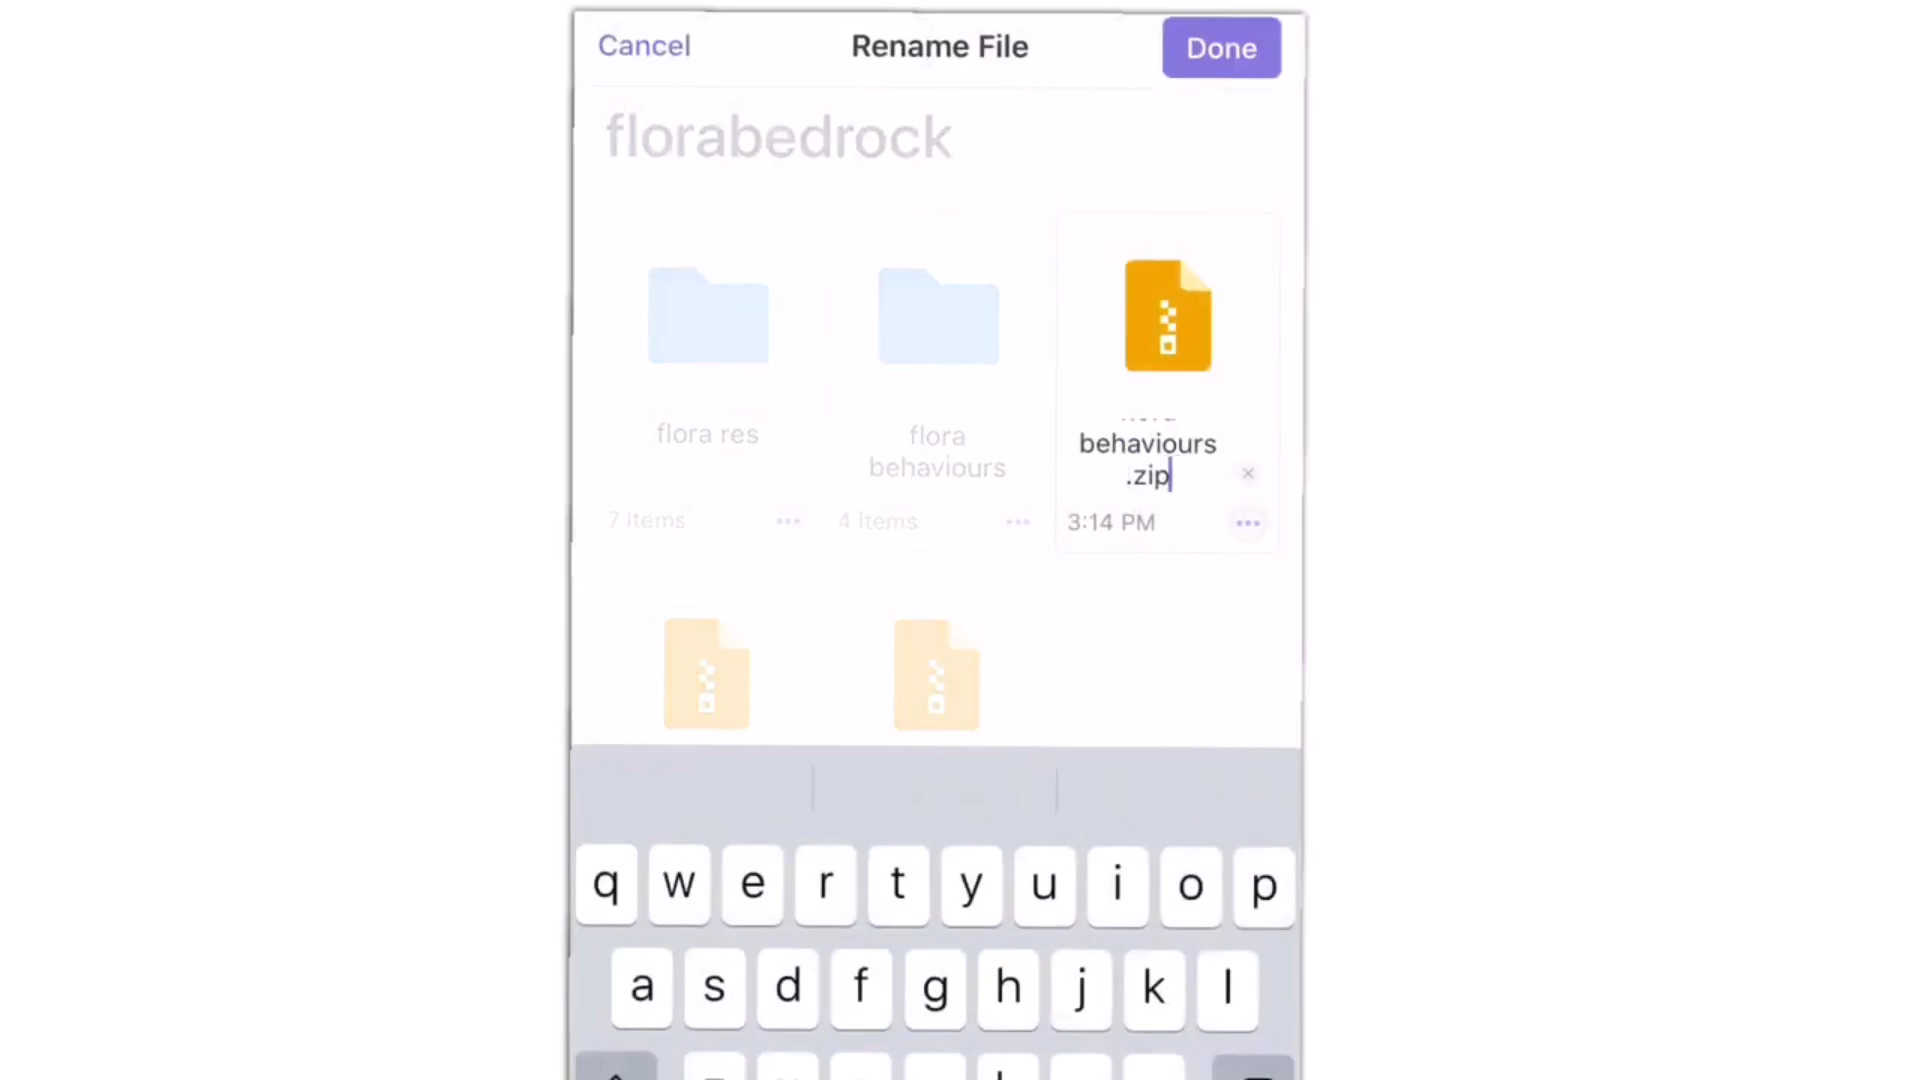 Cancel
Rename File
Done
florabedrock
flora res
flora
behaviours
behaviours
.zip
7 items
4 items
3:14 PM
q w e r t y u i o p
a s d f g h j k l